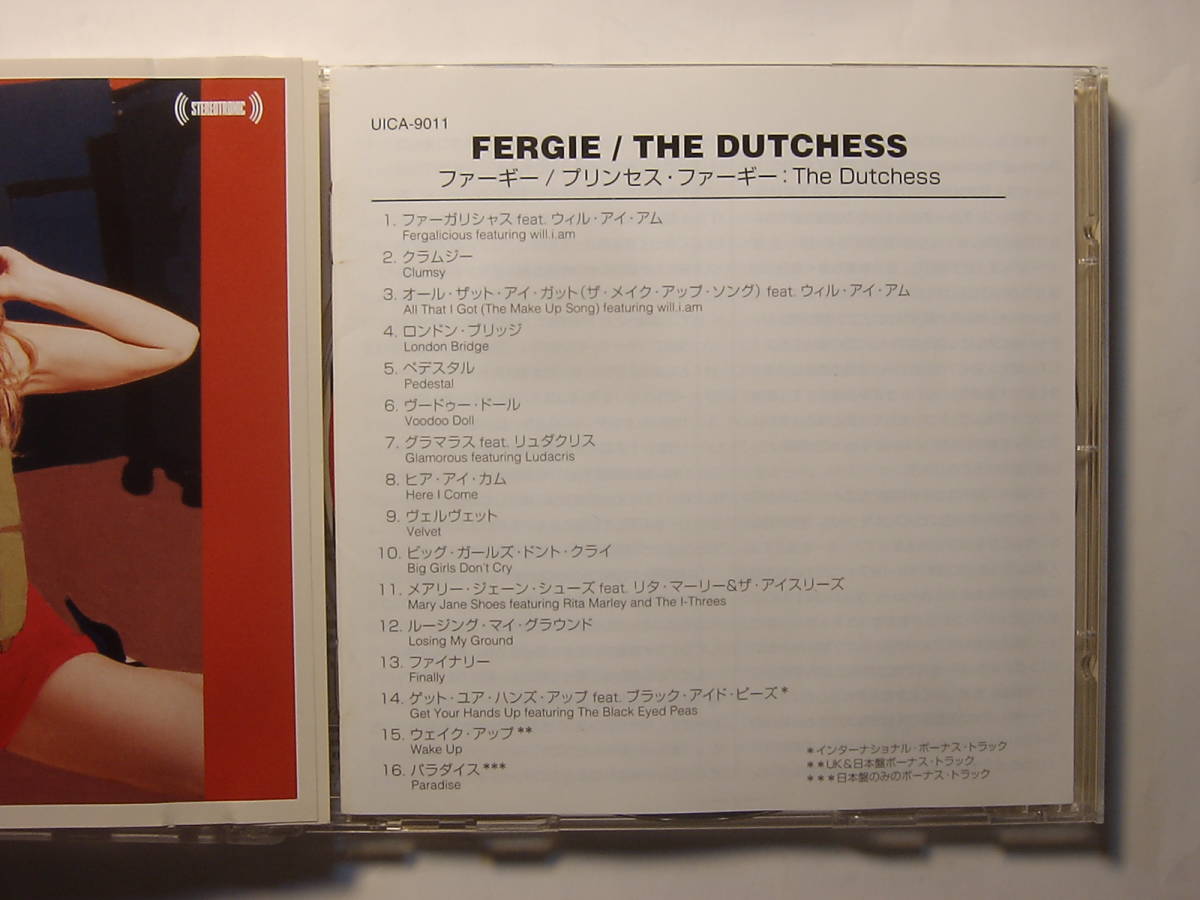 STEREOTRONIC
UICA-9011
FERGIE / THE DUTCHESS
ファーギー / プリンセス・ファーギー：The Dutchess
1. ファーガリシャス feat. ウィル・アイ・アム
Fergalicious featuring will.i.am
2. クラムジー
Clumsy
3. オール・ザット・アイ・ガット（ザ・メイク・アップ・ソング）feat. ウィル・アイ・アム
All That I Got (The Make Up Song) featuring will.i.am
4. ロンドン・ブリッジ
London Bridge
5. ペデスタル
Pedestal
6. ヴードゥー・ドール
Voodoo Doll
7. グラマラス feat. リュダクリス
Glamorous featuring Ludacris
8. ヒア・アイ・カム
Here I Come
9. ヴェルヴェット
Velvet
10. ビッグ・ガールズ・ドント・クライ
Big Girls Don't Cry
11. メアリー・ジェーン・シューズ feat. リタ・マーリー&ザ・アイスリーズ
Mary Jane Shoes featuring Rita Marley and The I-Threes
12. ルージング・マイ・グラウンド
Losing My Ground
13. ファイナリー
Finally
14. ゲット・ユア・ハンズ・アップ feat. ブラック・アイド・ピーズ*
Get Your Hands Up featuring The Black Eyed Peas
15. ウェイク・アップ**
Wake Up
16. パラダイス***
Paradise
*インターナショナル・ボーナス・トラック
**UK&日本盤ボーナス・トラック
***日本盤のみのボーナス・トラック